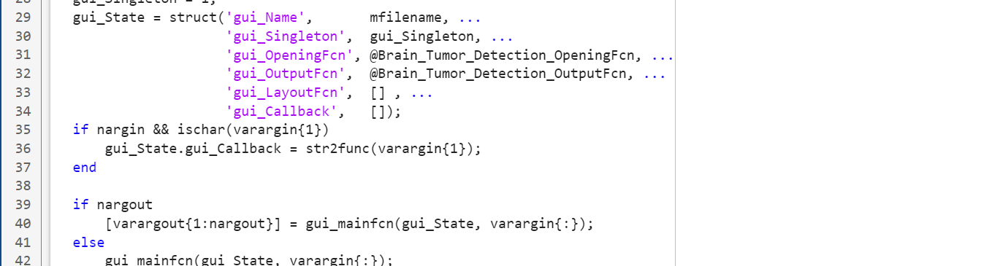 28 gui_Singleton = 1;
29 gui_State = struct('gui_Name',       mfilename, ...
30                    'gui_Singleton',  gui_Singleton, ...
31                    'gui_OpeningFcn', @Brain_Tumor_Detection_OpeningFcn, ...
32                    'gui_OutputFcn',  @Brain_Tumor_Detection_OutputFcn, ...
33                    'gui_LayoutFcn',  [] , ...
34                    'gui_Callback',   []);
35 if nargin && ischar(varargin{1})
36     gui_State.gui_Callback = str2func(varargin{1});
37 end
38
39 if nargout
40     [varargout{1:nargout}] = gui_mainfcn(gui_State, varargin{:});
41 else
42     gui_mainfcn(gui_State, varargin{:});